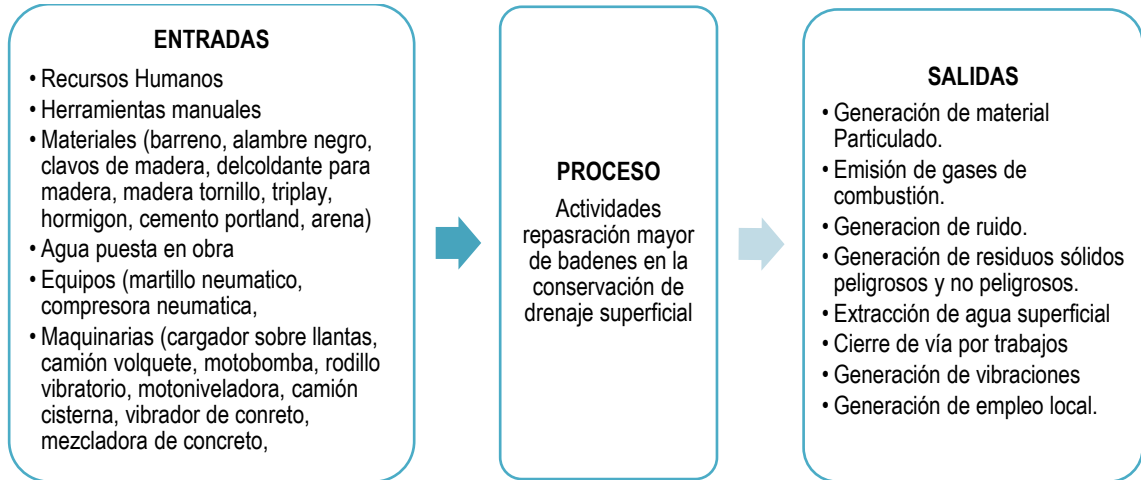 ENTRADAS
• Recursos Humanos
• Herramientas manuales
• Materiales (barreno, alambre negro,
clavos de madera, delcoldante para
madera, madera tornillo, triplay,
hormigon, cemento portland, arena)
• Agua puesta en obra
• Equipos (martillo neumatico,
compresora neumatica,
• Maquinarias (cargador sobre llantas,
camión volquete, motobomba, rodillo
vibratorio, motoniveladora, camión
cisterna, vibrador de conreto,
mezcladora de concreto,
PROCESO
Actividades
repasración mayor
de badenes en la
conservación de
drenaje superficial
SALIDAS
• Generación de material
Particulado.
• Emisión de gases de
combustión.
• Generacion de ruido.
• Generación de residuos sólidos
peligrosos y no peligrosos.
• Extracción de agua superficial
• Cierre de vía por trabajos
• Generación de vibraciones
• Generación de empleo local.